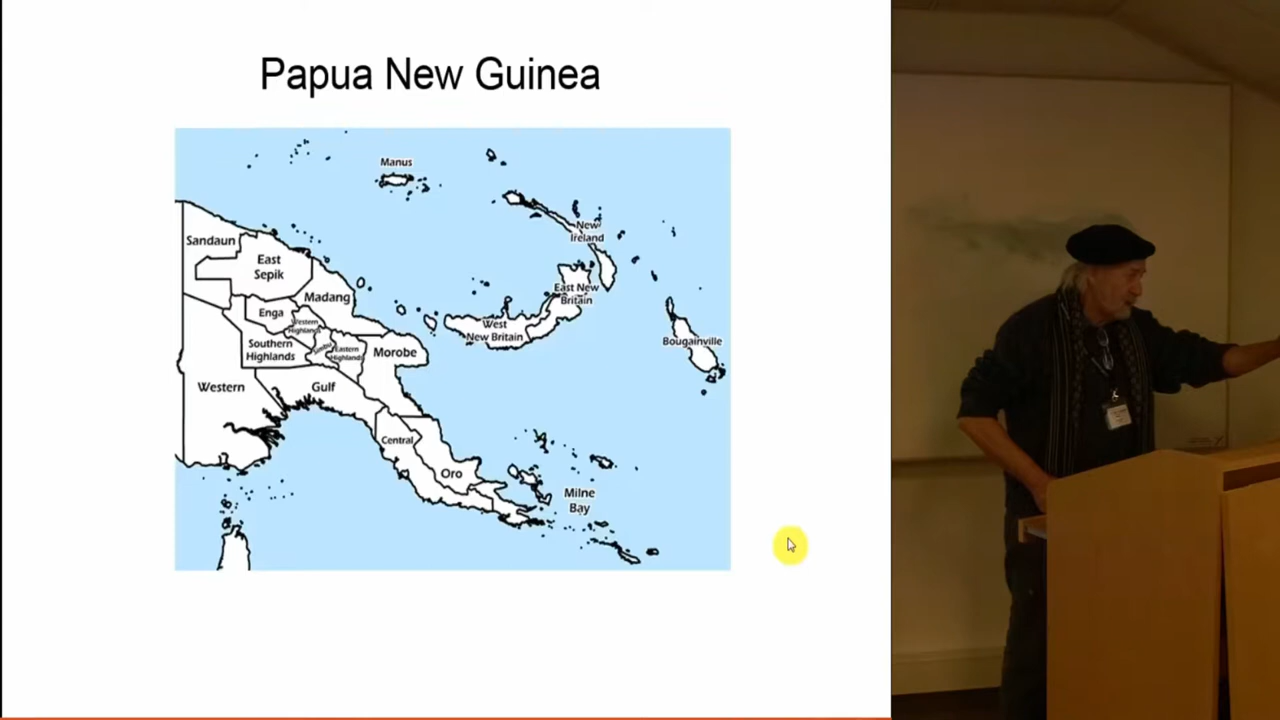 Papua New Guinea
Manus
New
Ireland
Sandaun
East
Sepik
East New
Britain
Madang
Enga
Western
Highlands
West
New Britain
Bougainville
Southern
Highlands
Simbu
Eastern
Highlands
Morobe
Western
Gulf
Central
Oro
Milne
Bay